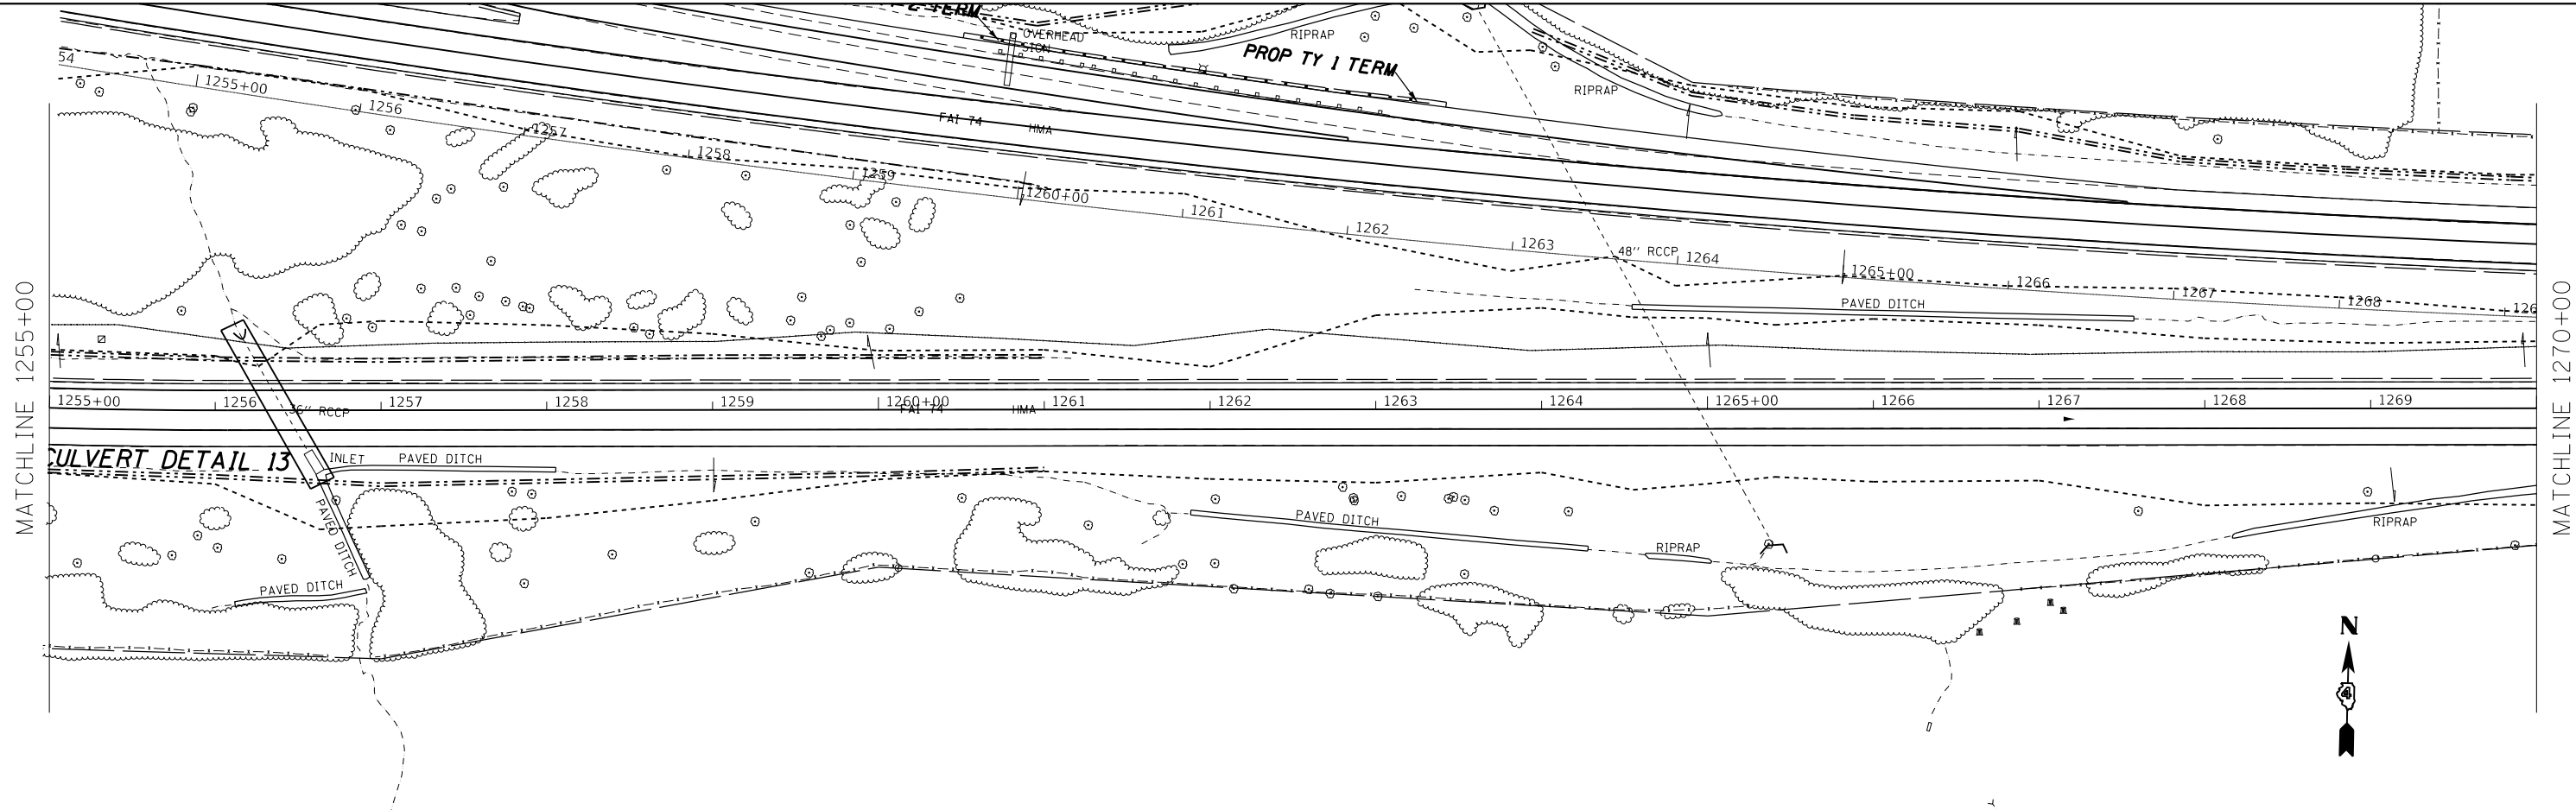 TERM
OVERHEAD
SIGN
RIPRAP
PROP TY 1 TERM
RIPRAP
54
1255+00
1256
1257
1258
1259
1260+00
1261
1262
1263
1264
1265+00
1266
1267
1268
126
FAI 74 HMA
48" RCCP
PAVED DITCH
MATCHLINE 1255+00
MATCHLINE 1270+00
1255+00
1256
1257
1258
1259
1260+00
1261
1262
1263
1264
1265+00
1266
1267
1268
1269
36" RCCP
FAI 74 HMA
CULVERT DETAIL 13
INLET
PAVED DITCH
PAVED DITCH
PAVED DITCH
PAVED DITCH
RIPRAP
RIPRAP
N
4